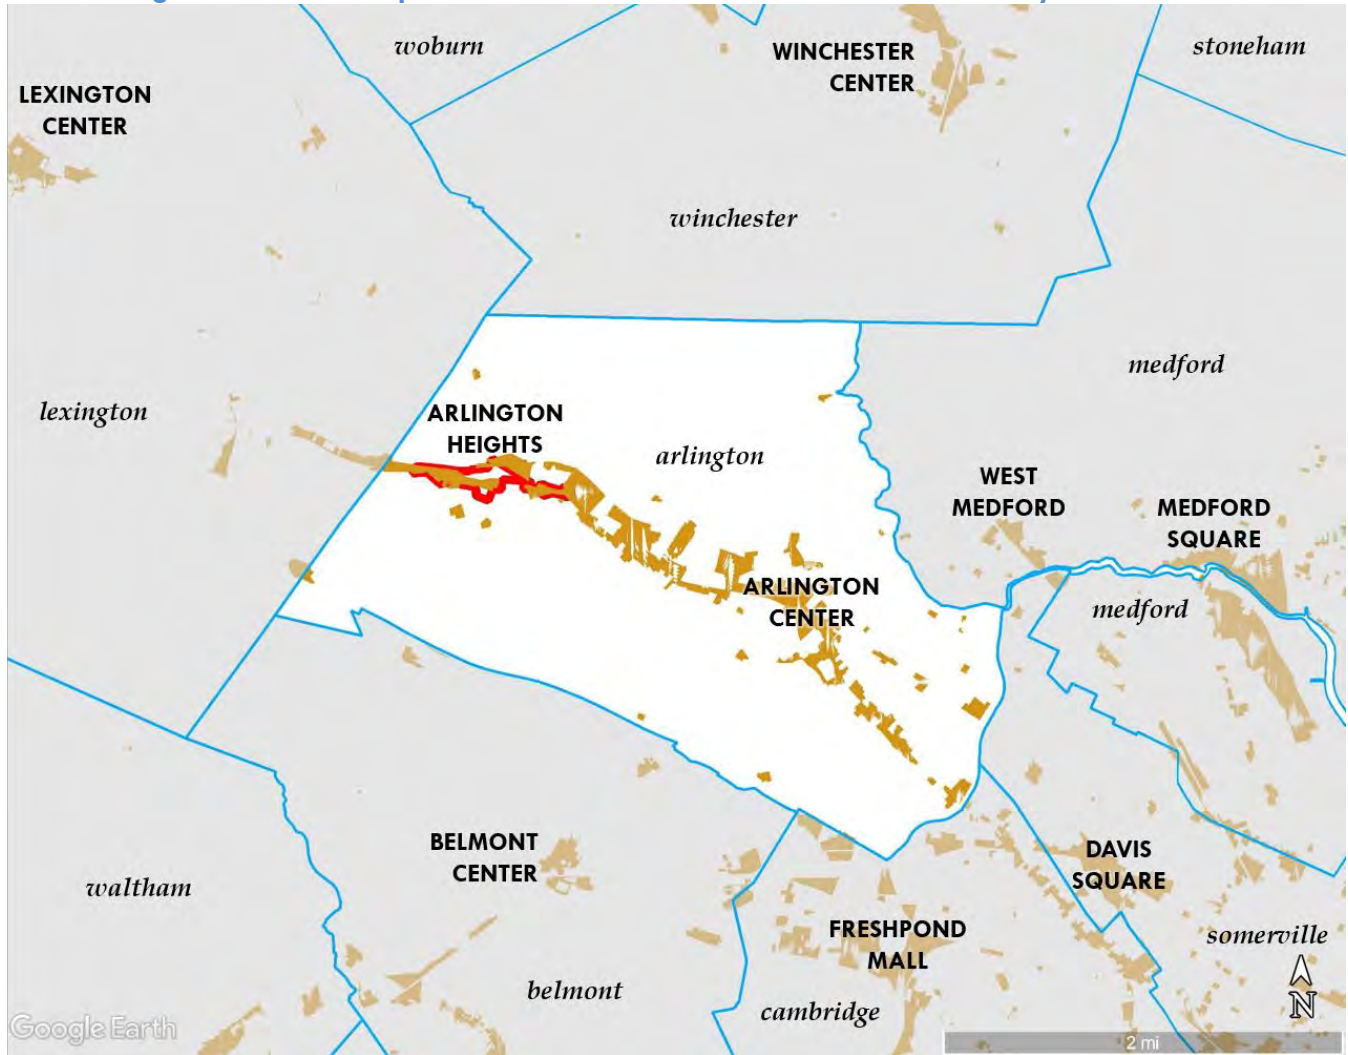 woburn
WINCHESTER
CENTER
stoneham
LEXINGTON
CENTER
winchester
medford
lexington
ARLINGTON
HEIGHTS
arlington
WEST
MEDFORD
MEDFORD
SQUARE
ARLINGTON
CENTER
medford
BELMONT
CENTER
DAVIS
SQUARE
waltham
FRESHPOND
MALL
somerville
belmont
cambridge
N
Google Earth
2 mi